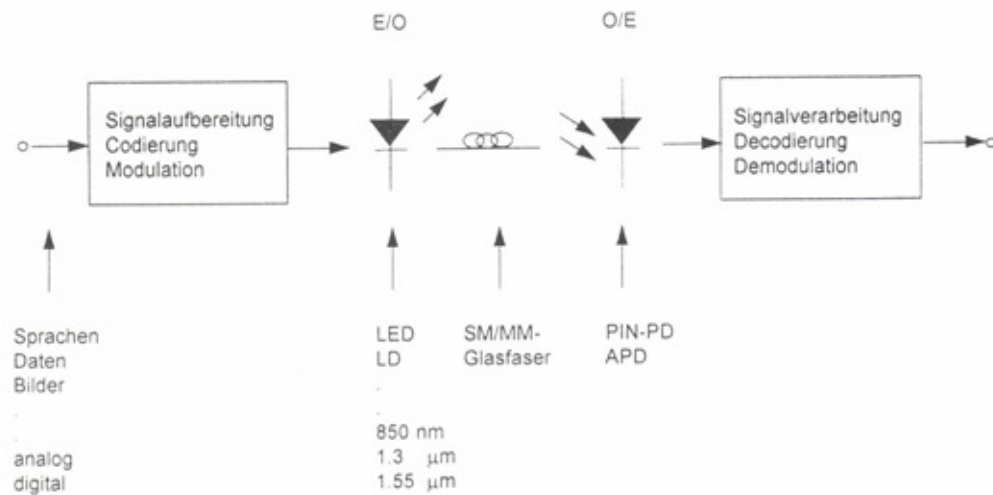 E/O
O/E
Signalaufbereitung
Codierung
Modulation
Signalverarbeitung
Decodierung
Demodulation
Sprachen
Daten
Bilder
.
.
analog
digital
LED
LD
.
.
850 nm
1.3 μm
1.55 μm
SM/MM-
Glasfaser
PIN-PD
APD